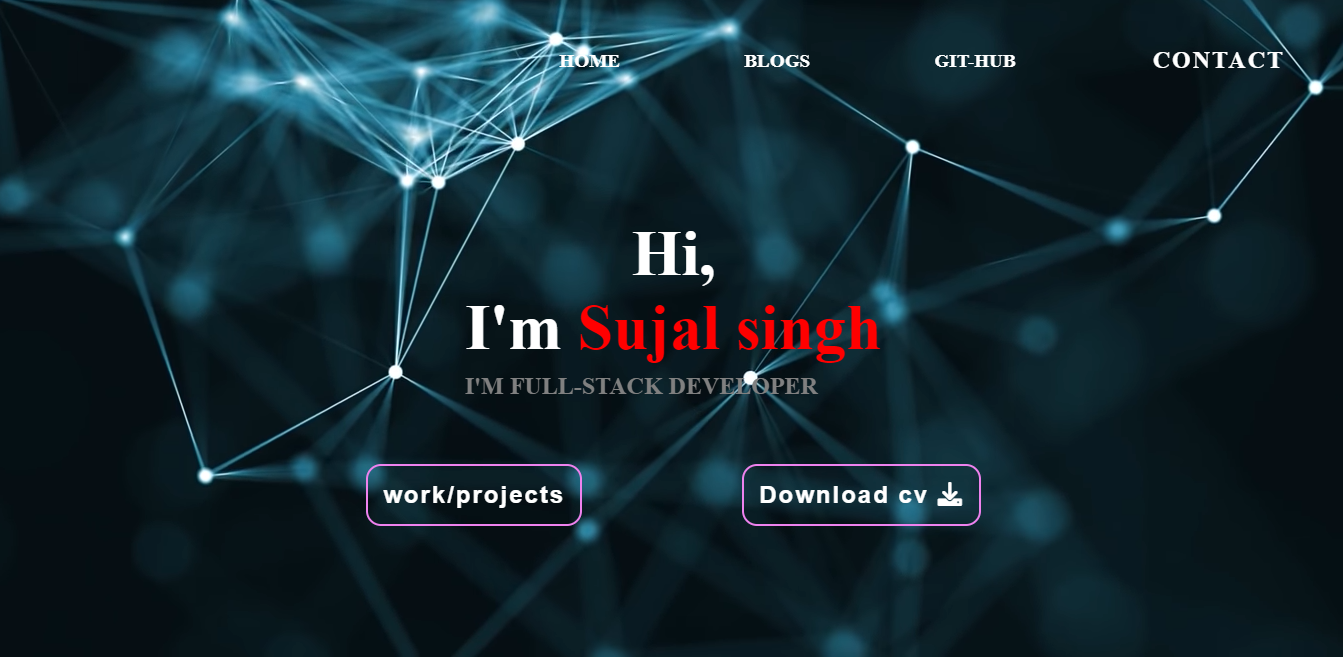 HOME BLOGS GIT-HUB CONTACT
Hi,
I'm Sujal singh
I'M FULL-STACK DEVELOPER
work/projects Download cv